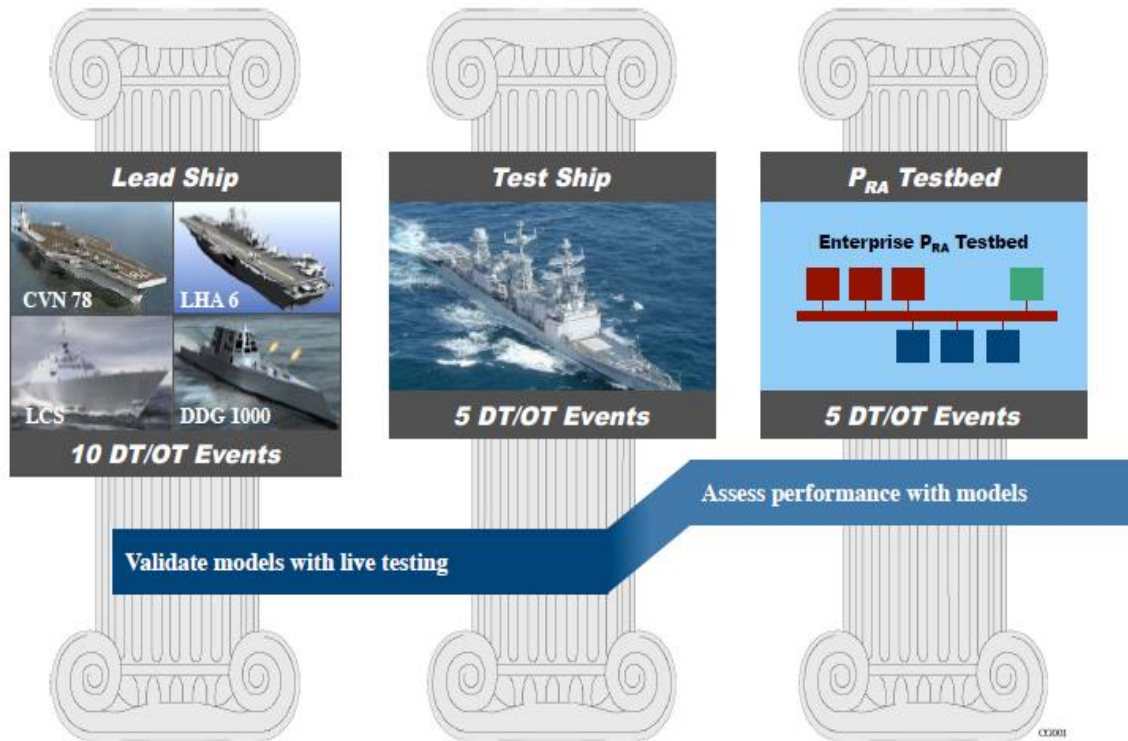 Lead Ship
CVN 78
LHA 6
LCS
DDG 1000
10 DT/OT Events
Test Ship
5 DT/OT Events
PRA Testbed
Enterprise PRA Testbed
5 DT/OT Events
Assess performance with models
Validate models with live testing
CG001